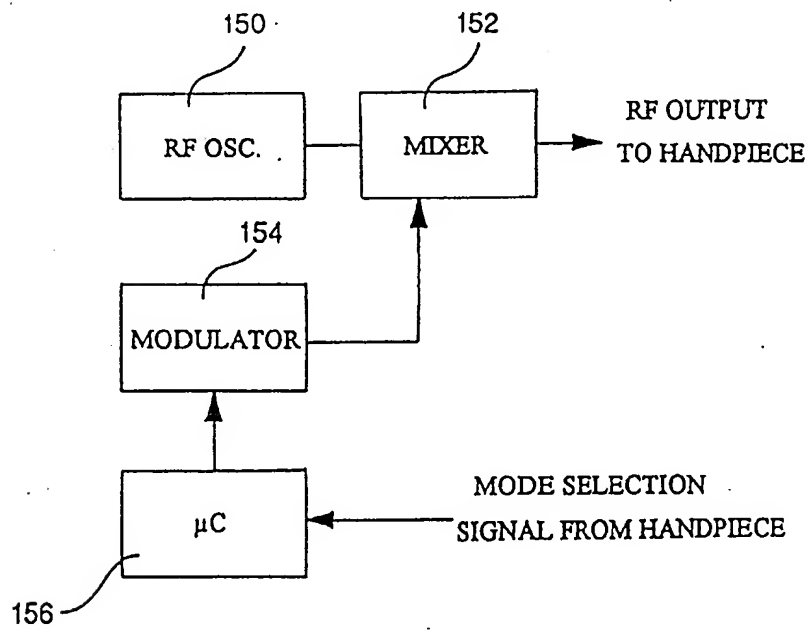 150
152
RF OSC.
MIXER
RF OUTPUT
TO HANDPIECE
154
MODULATOR
µC
MODE SELECTION
SIGNAL FROM HANDPIECE
156